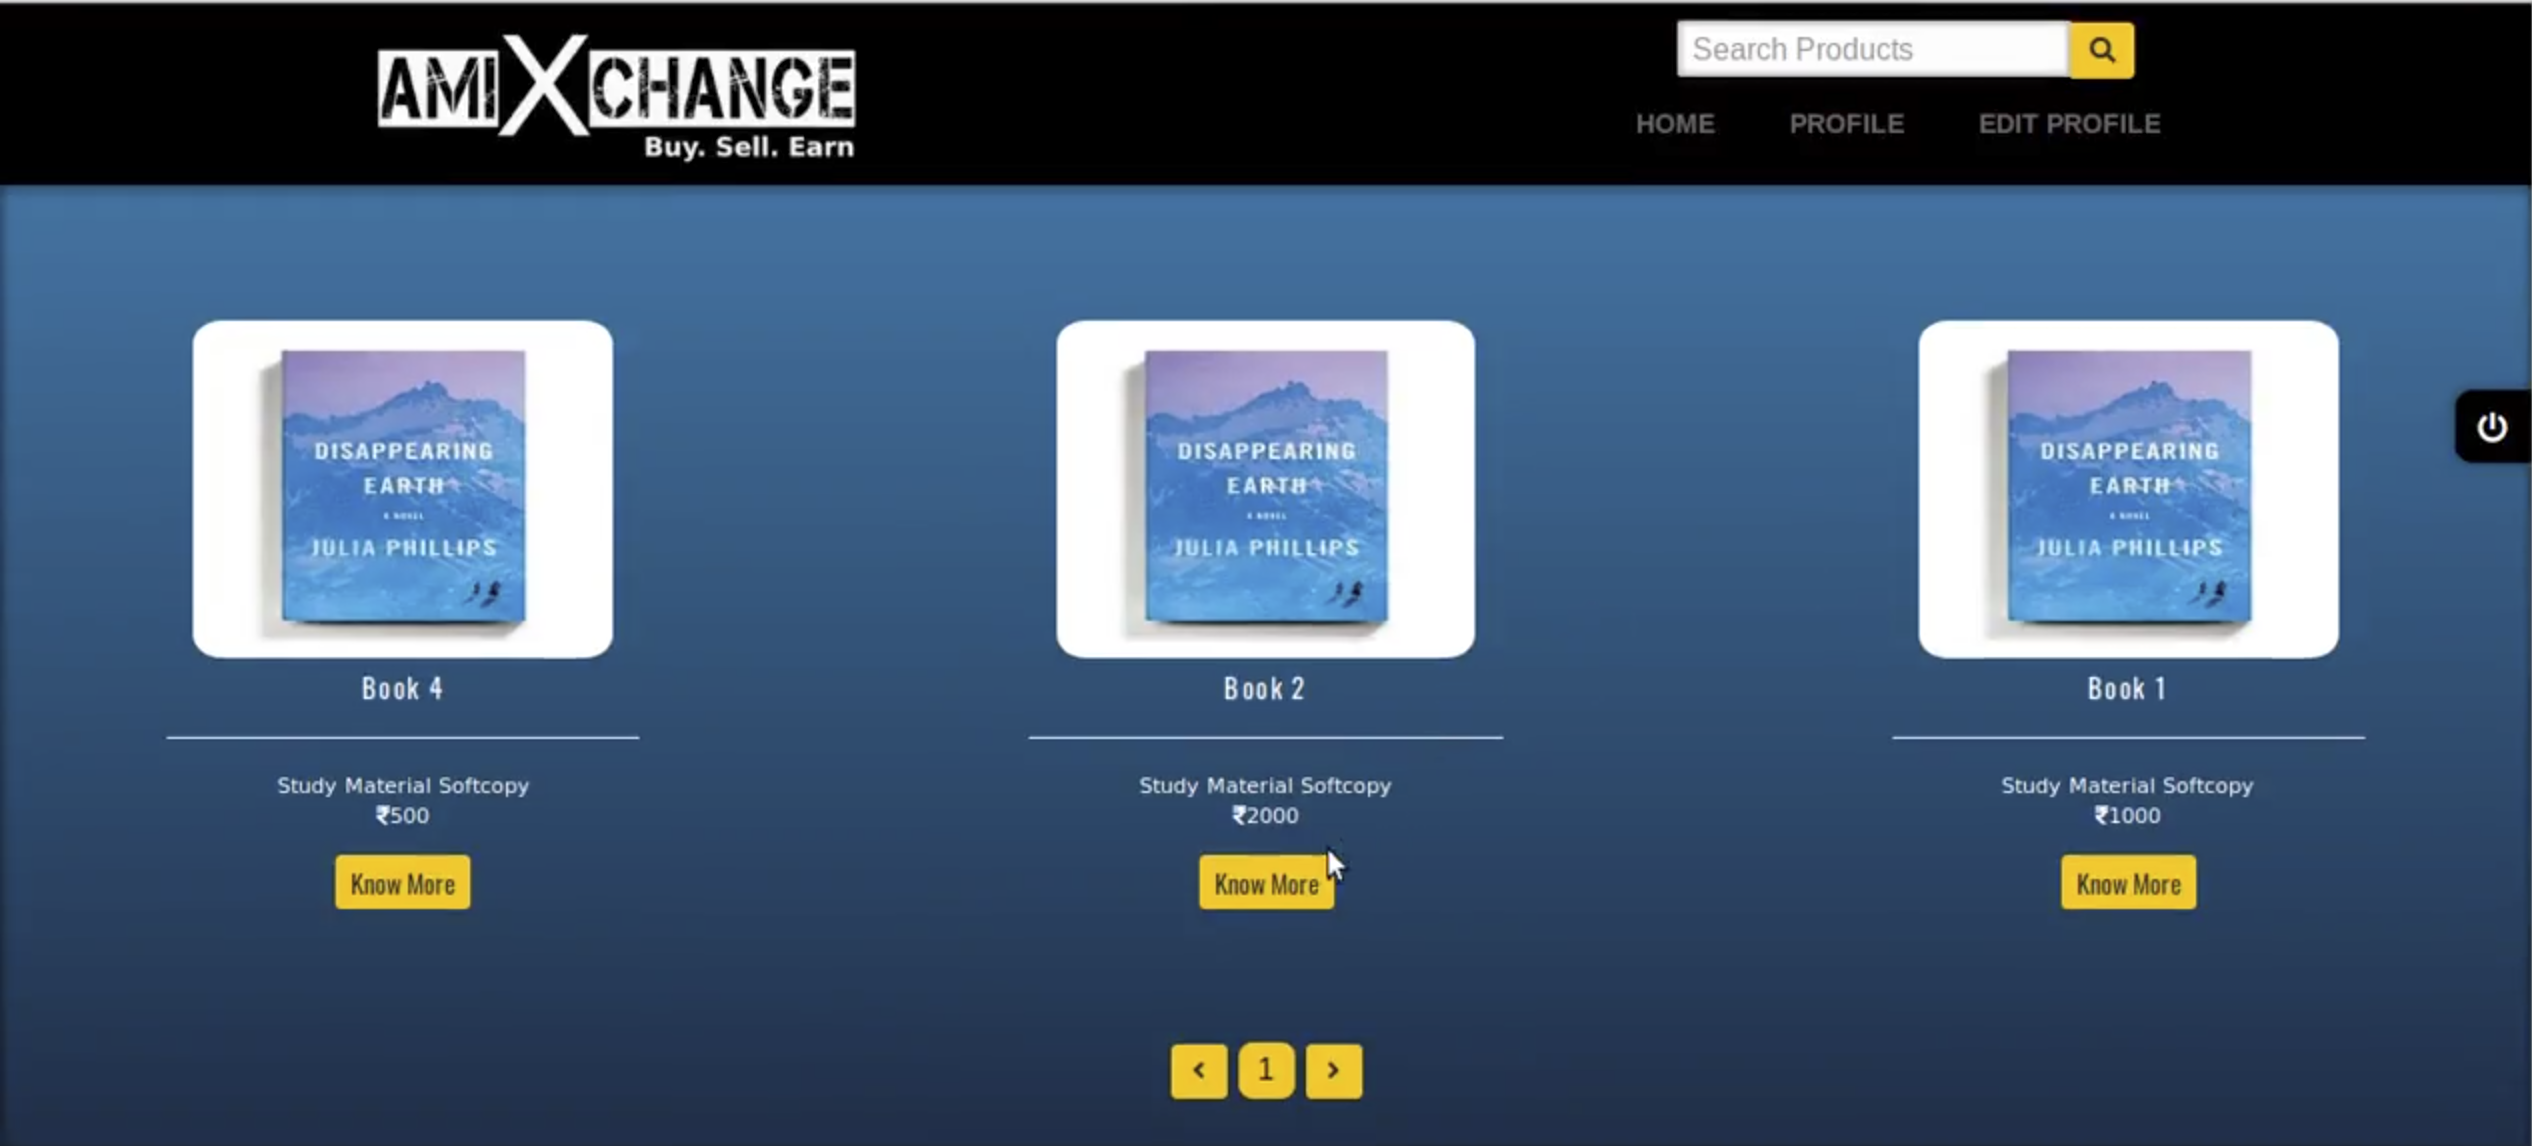 AMIXCHANGE
Buy. Sell. Earn
Search Products
HOME PROFILE EDIT PROFILE
DISAPPEARING
EARTH
A NOVEL
JULIA PHILLIPS
Book 4
Study Material Softcopy
₹500
Know More
DISAPPEARING
EARTH
A NOVEL
JULIA PHILLIPS
Book 2
Study Material Softcopy
₹2000
Know More
DISAPPEARING
EARTH
A NOVEL
JULIA PHILLIPS
Book 1
Study Material Softcopy
₹1000
Know More
1